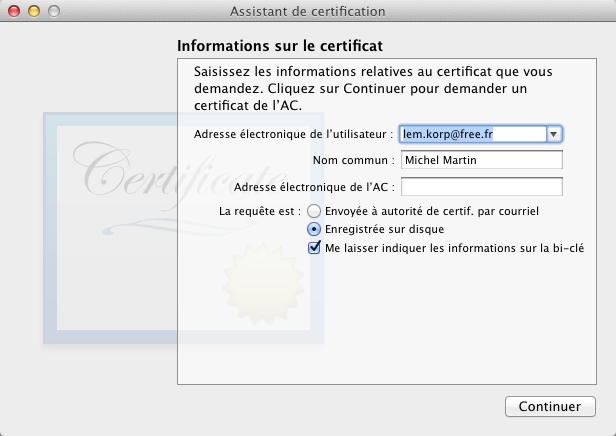 Assistant de certification
Informations sur le certificat
Saisissez les informations relatives au certificat que vous
demandez. Cliquez sur Continuer pour demander un
certificat de l'AC.
Adresse électronique de l'utilisateur : lem.korp@free.fr
Nom commun : Michel Martin
Adresse électronique de l'AC :
La requête est : Envoyée à autorité de certif. par courriel
Enregistrée sur disque
Me laisser indiquer les informations sur la bi-clé
Certificate
Continuer